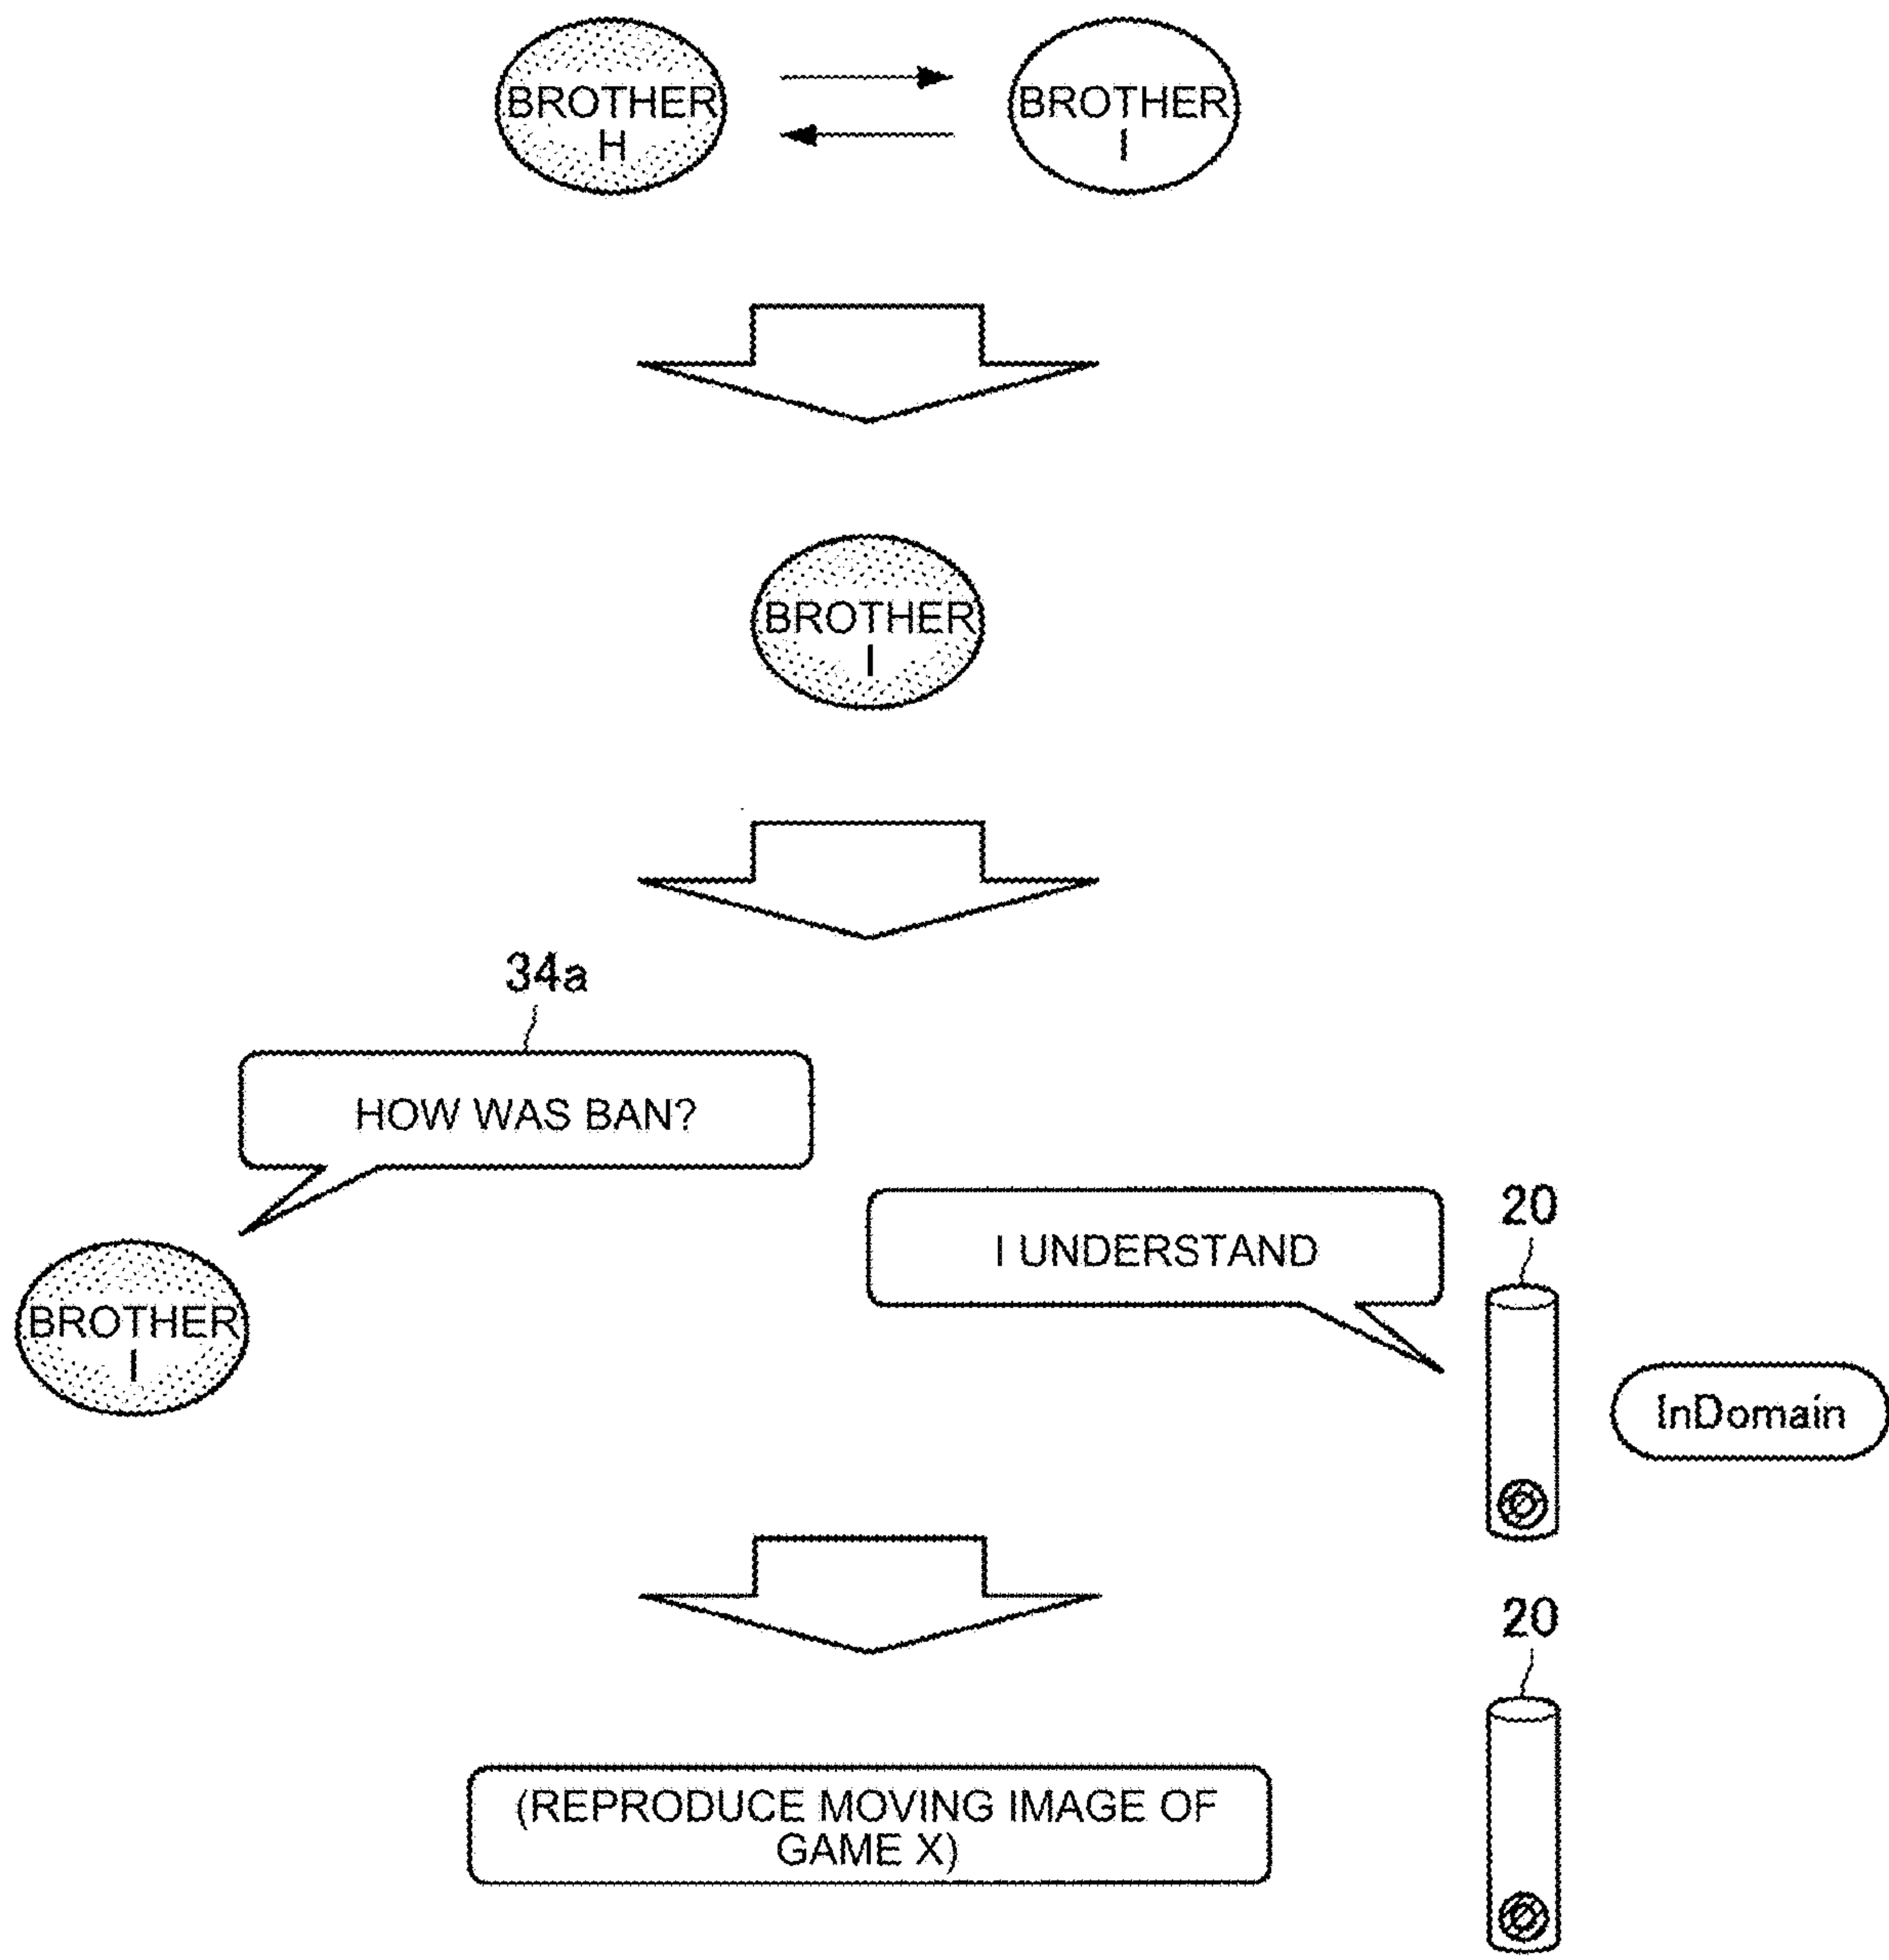 BROTHER
H
BROTHER
I
BROTHER
I
34a
HOW WAS BAN?
I UNDERSTAND
20
BROTHER
I
InDomain
20
(REPRODUCE MOVING IMAGE OF
GAME X)